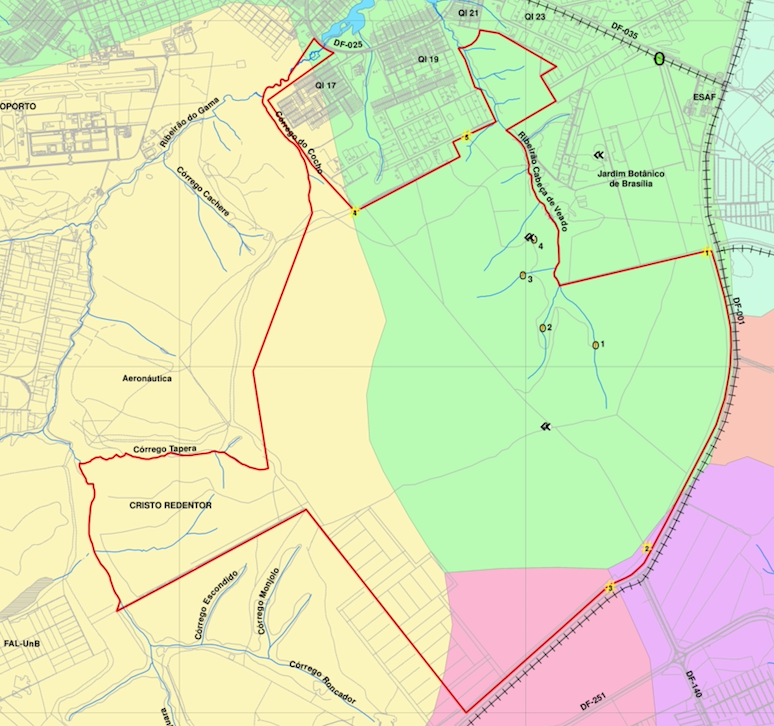 QI 21
QI 23
DF-035
DF-025
QI 19
QI 17
ESAF
OPORTO
Ribeirão do Gama
Córrego do Cocho
5
Ribeirão Cabeça de Veado
Jardim Botânico
de Brasília
Córrego Cachere
4
4
1
3
DF-001
2
1
Aeronáutica
Córrego Tapera
CRISTO REDENTOR
2
3
Córrego Escondido
Córrego Monjolo
FAL-UnB
Córrego Roncador
DF-140
DF-251
uara